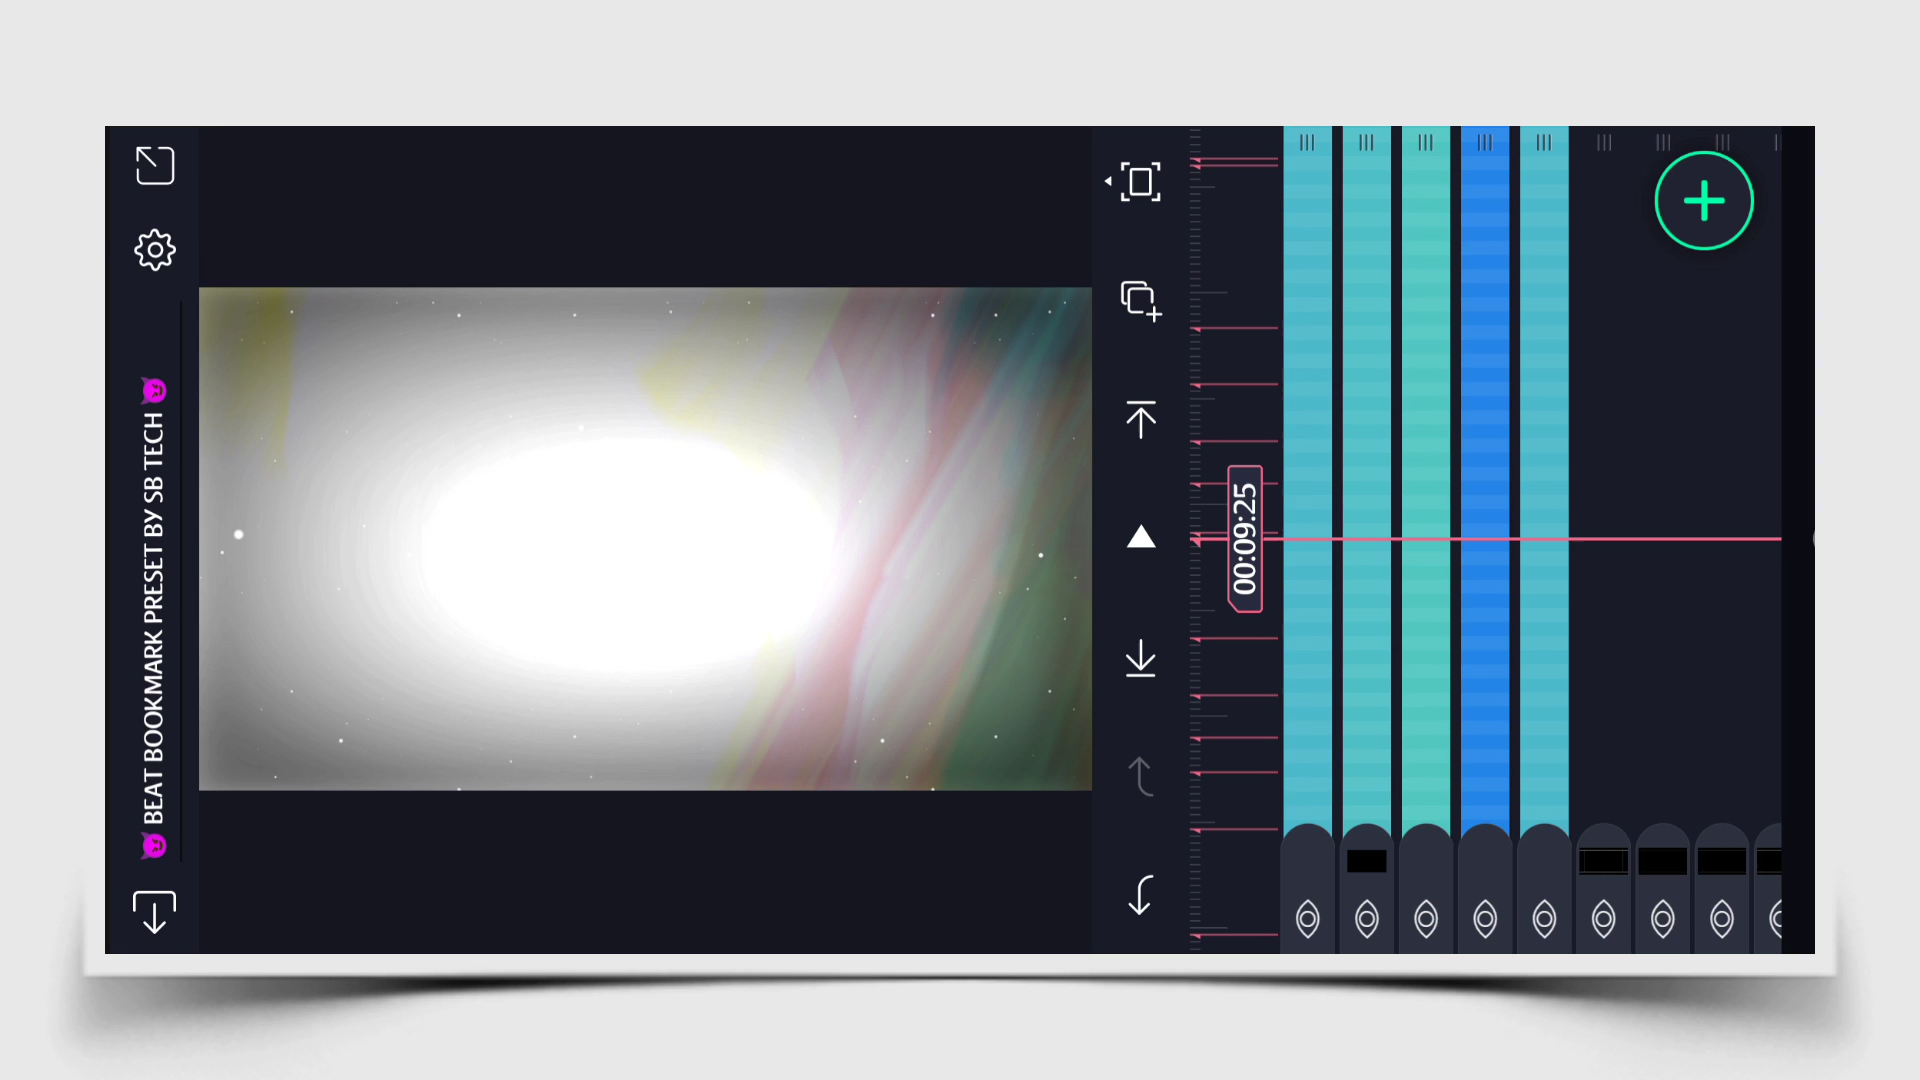 😈 BEAT BOOKMARK PRESET BY SB TECH 😈
00:09:25